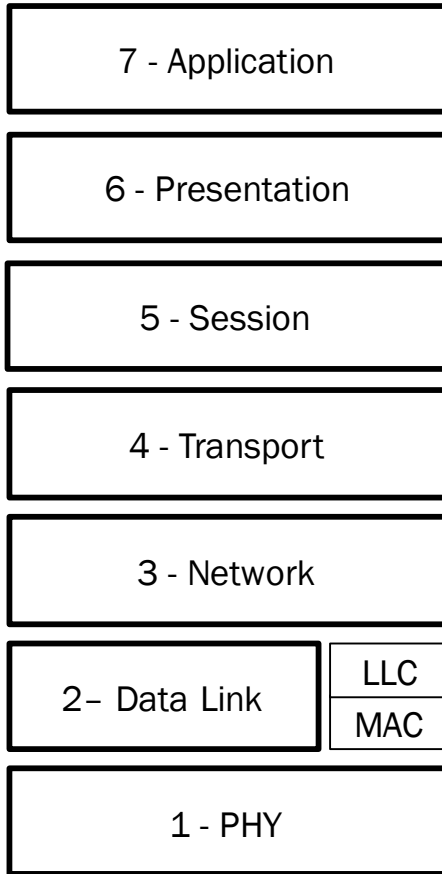 7 - Application
6 - Presentation
5 - Session
4 - Transport
3 - Network
2– Data Link
LLC
MAC
1 - PHY